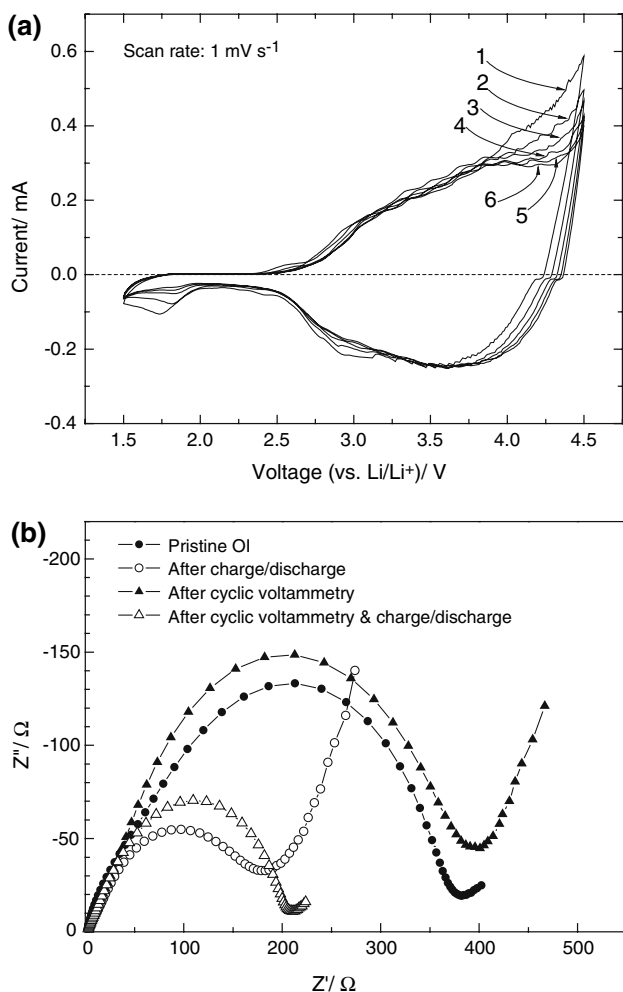 (a)
Scan rate: 1 mV s-1
1
2
3
4
6
5
0.6
0.4
0.2
0.0
-0.2
-0.4
Current/ mA
1.5 2.0 2.5 3.0 3.5 4.0 4.5
Voltage (vs. Li/Li+)/ V
(b)
Pristine OI
After charge/discharge
After cyclic voltammetry
After cyclic voltammetry & charge/discharge
-200
-150
-100
-50
0
Z''/ Ω
0 100 200 300 400 500
Z'/ Ω